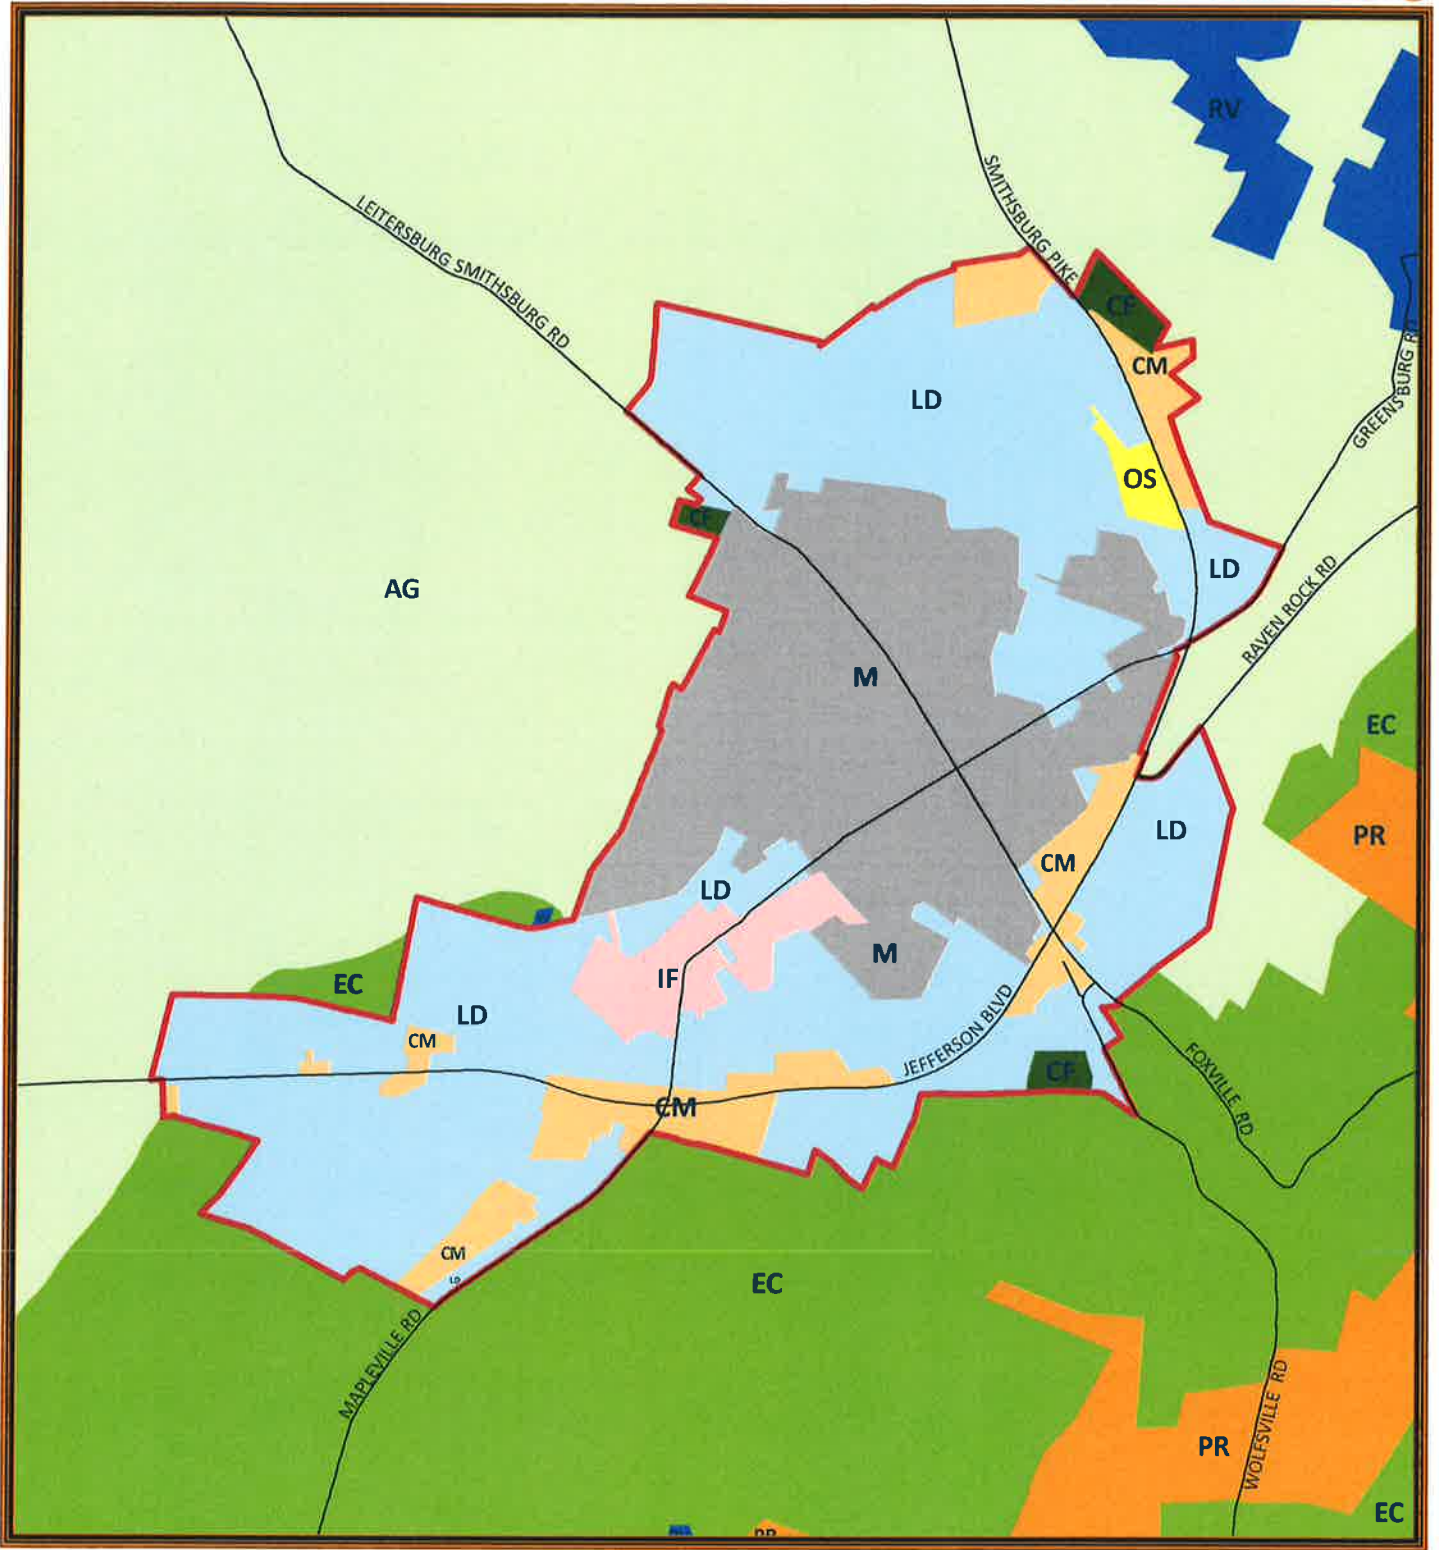 RV
SMITHSBURG PIKE
LEITERSBURG SMITHSBURG RD
CF
GREENSBURG RD
CM
LD
OS
CF
LD
AG
RAVEN ROCK RD
M
EC
LD
PR
CM
LD
M
IF
EC
LD
CM
JEFFERSON BLVD
CF
FOXVILLE RD
CM
CM
LD
EC
MAPLEVILLE RD
WOLFSVILLE RD
PR
EC
PR